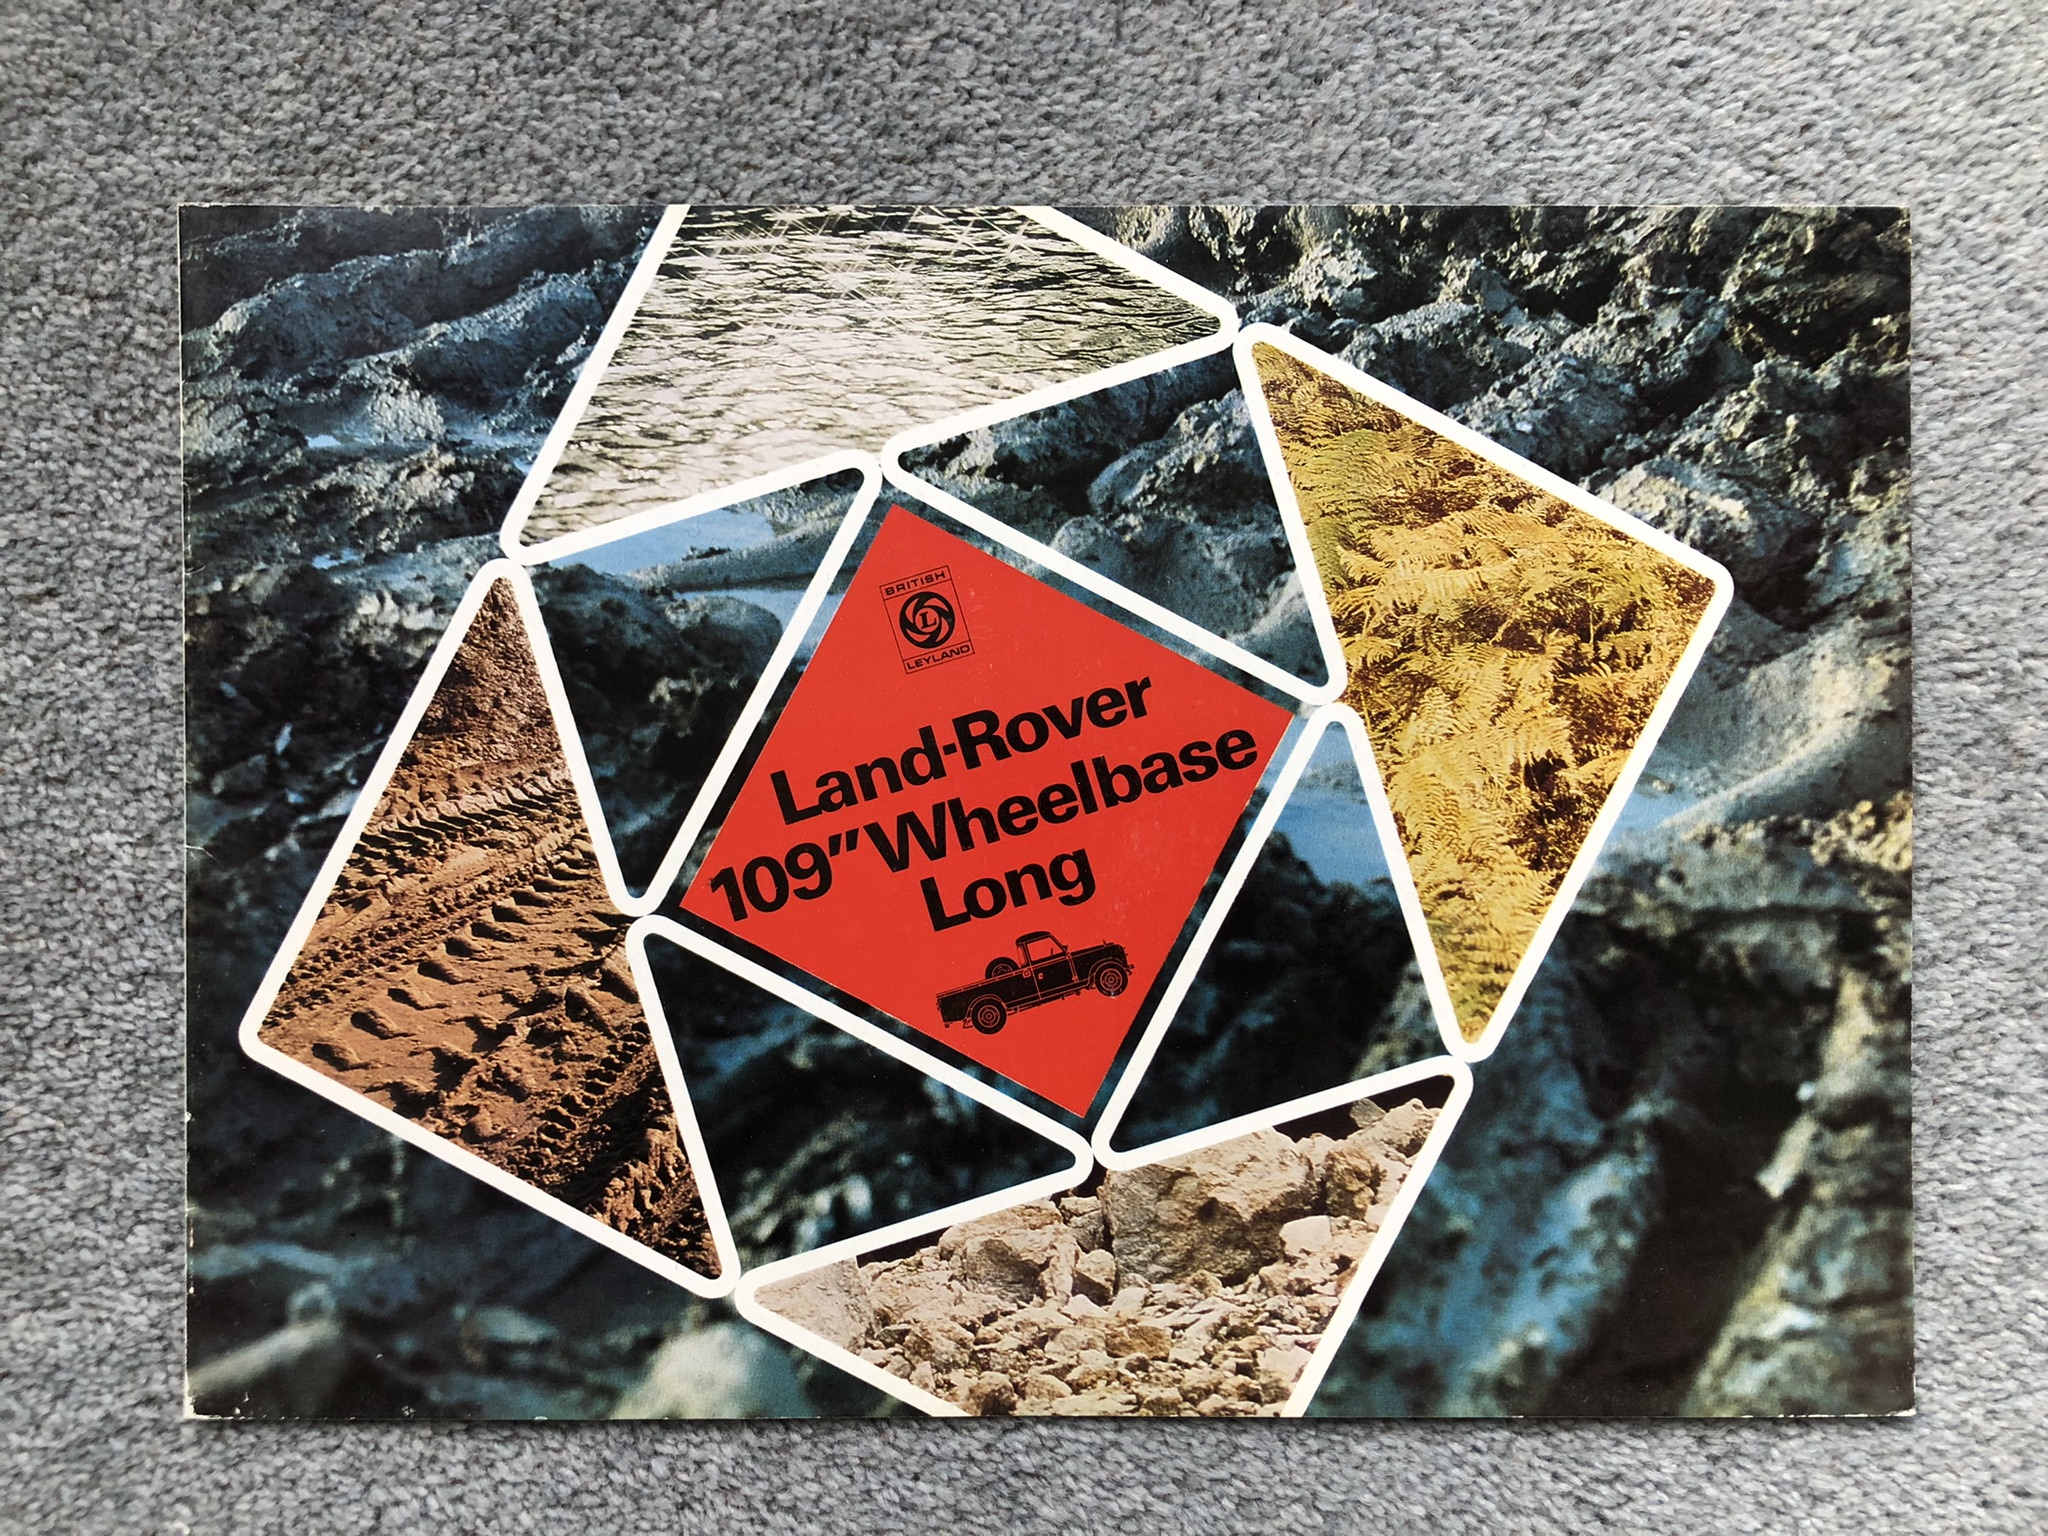 BRITISH
L
LEYLAND
Land-Rover
109" Wheelbase
Long